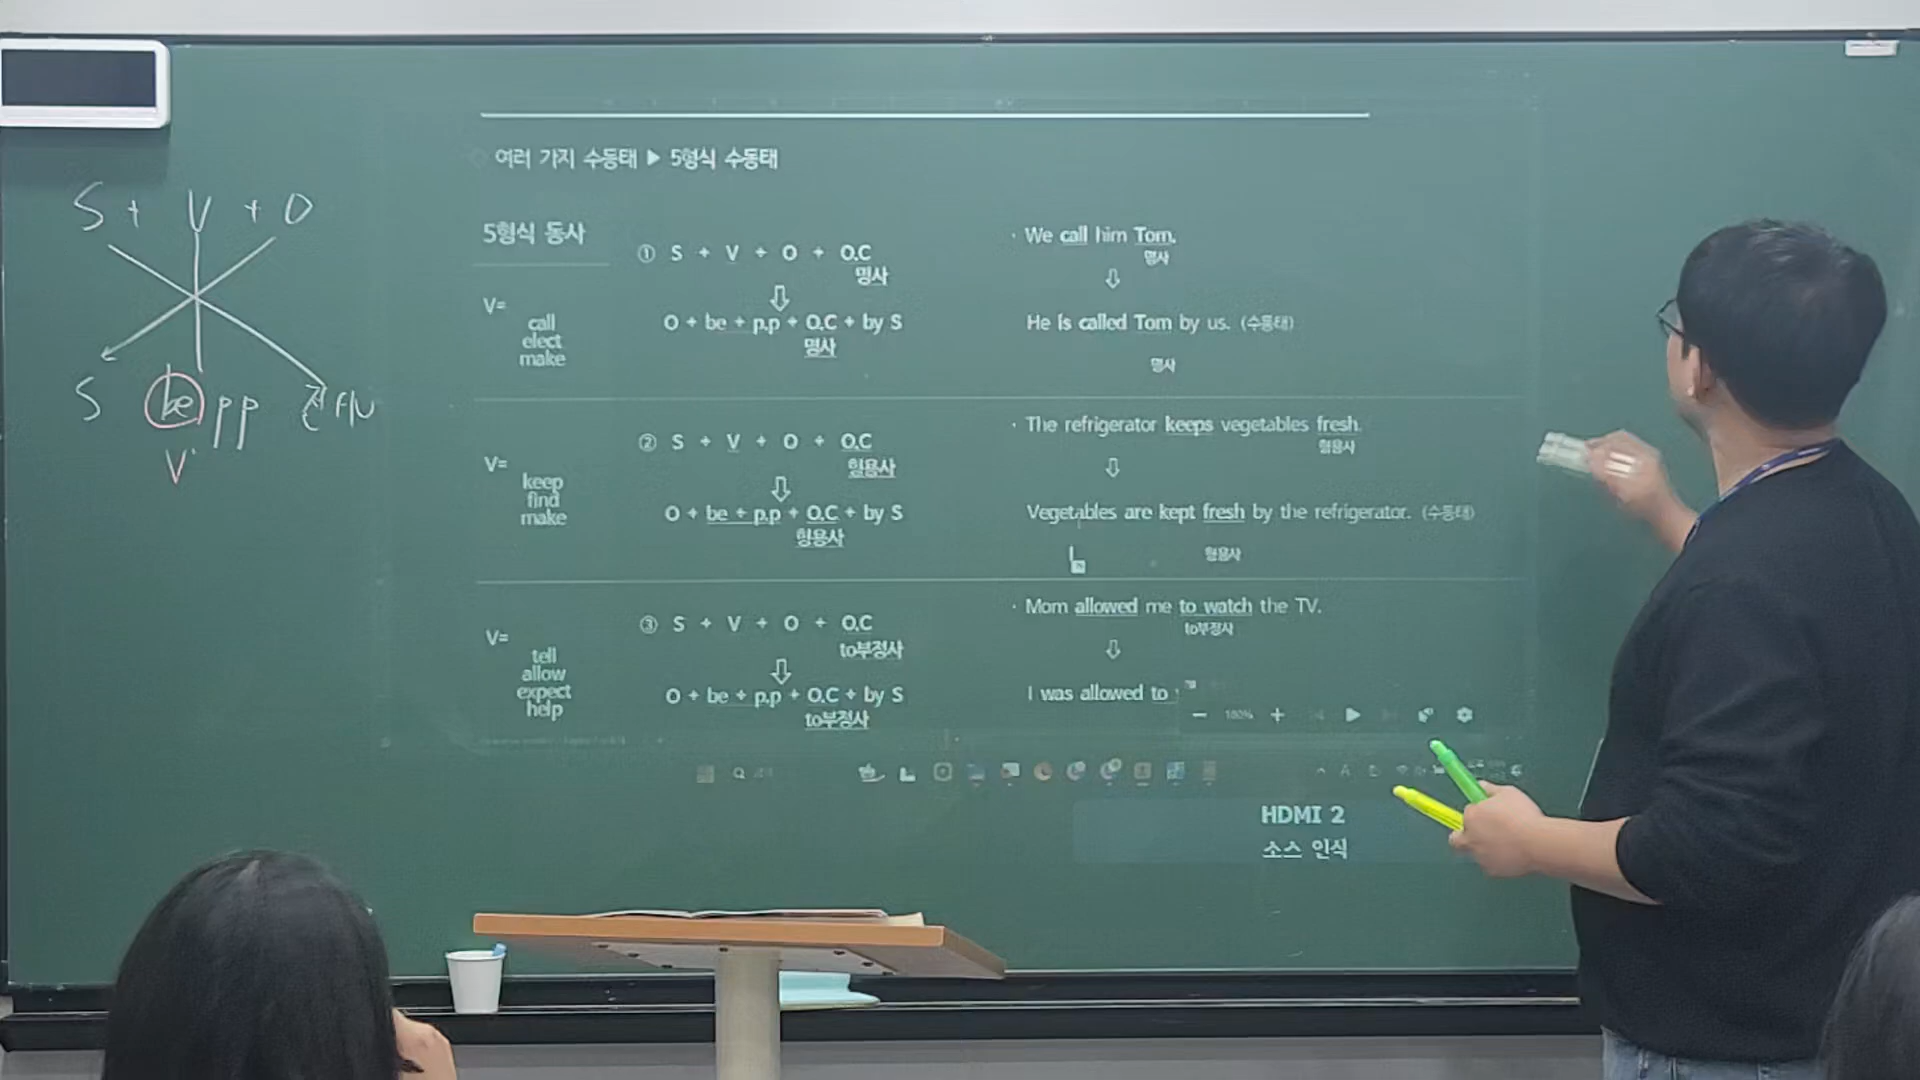 여러 가지 수동태 ▶ 5형식 수동태
S + V + O
S be pp 전명
V
5형식 동사
V=
call
elect
make
① S + V + O + O.C
명사
⇩
O + be + p.p + O.C + by S
명사
· We call him Tom.
명사
⇩
He is called Tom by us. (수동태)
명사
V=
keep
find
make
② S + V + O + O.C
형용사
⇩
O + be + p.p + O.C + by S
형용사
· The refrigerator keeps vegetables fresh.
형용사
⇩
Vegetables are kept fresh by the refrigerator. (수동태)
형용사
V=
tell
allow
expect
help
③ S + V + O + O.C
to부정사
⇩
O + be + p.p + O.C + by S
to부정사
· Mom allowed me to watch the TV.
to부정사
⇩
I was allowed to
180%
HDMI 2
소스 인식